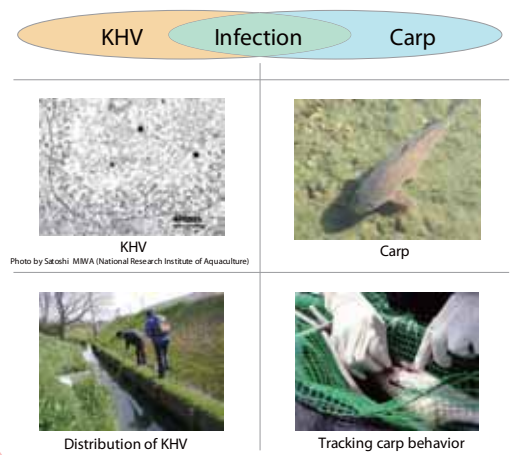 KHV Infection Carp
KHV
Photo by Satoshi MIWA (National Research Institute of Aquaculture)
Carp
Distribution of KHV
Tracking carp behavior